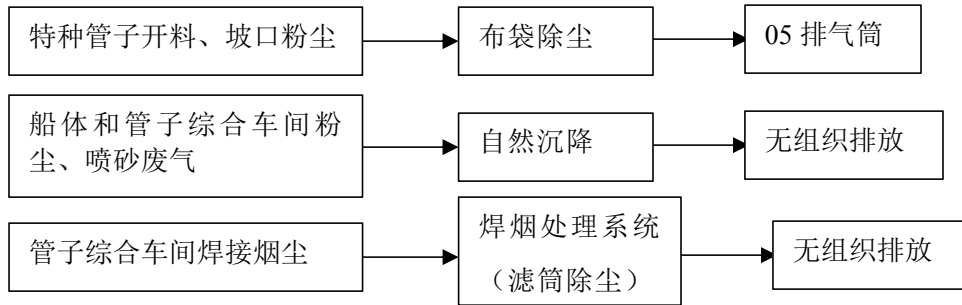 特种管子开料、坡口粉尘
布袋除尘
05 排气筒
船体和管子综合车间粉
尘、喷砂废气
自然沉降
无组织排放
管子综合车间焊接烟尘
焊烟处理系统
（滤筒除尘）
无组织排放